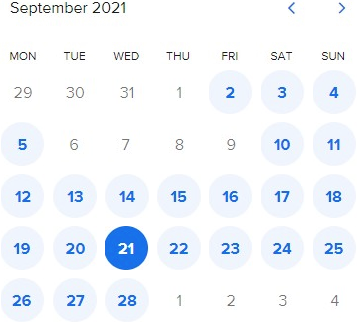 September 2021
MON TUE WED THU FRI SAT SUN
29 30 31 1 2 3 4
5 6 7 8 9 10 11
12 13 14 15 16 17 18
19 20 21 22 23 24 25
26 27 28 1 2 3 4